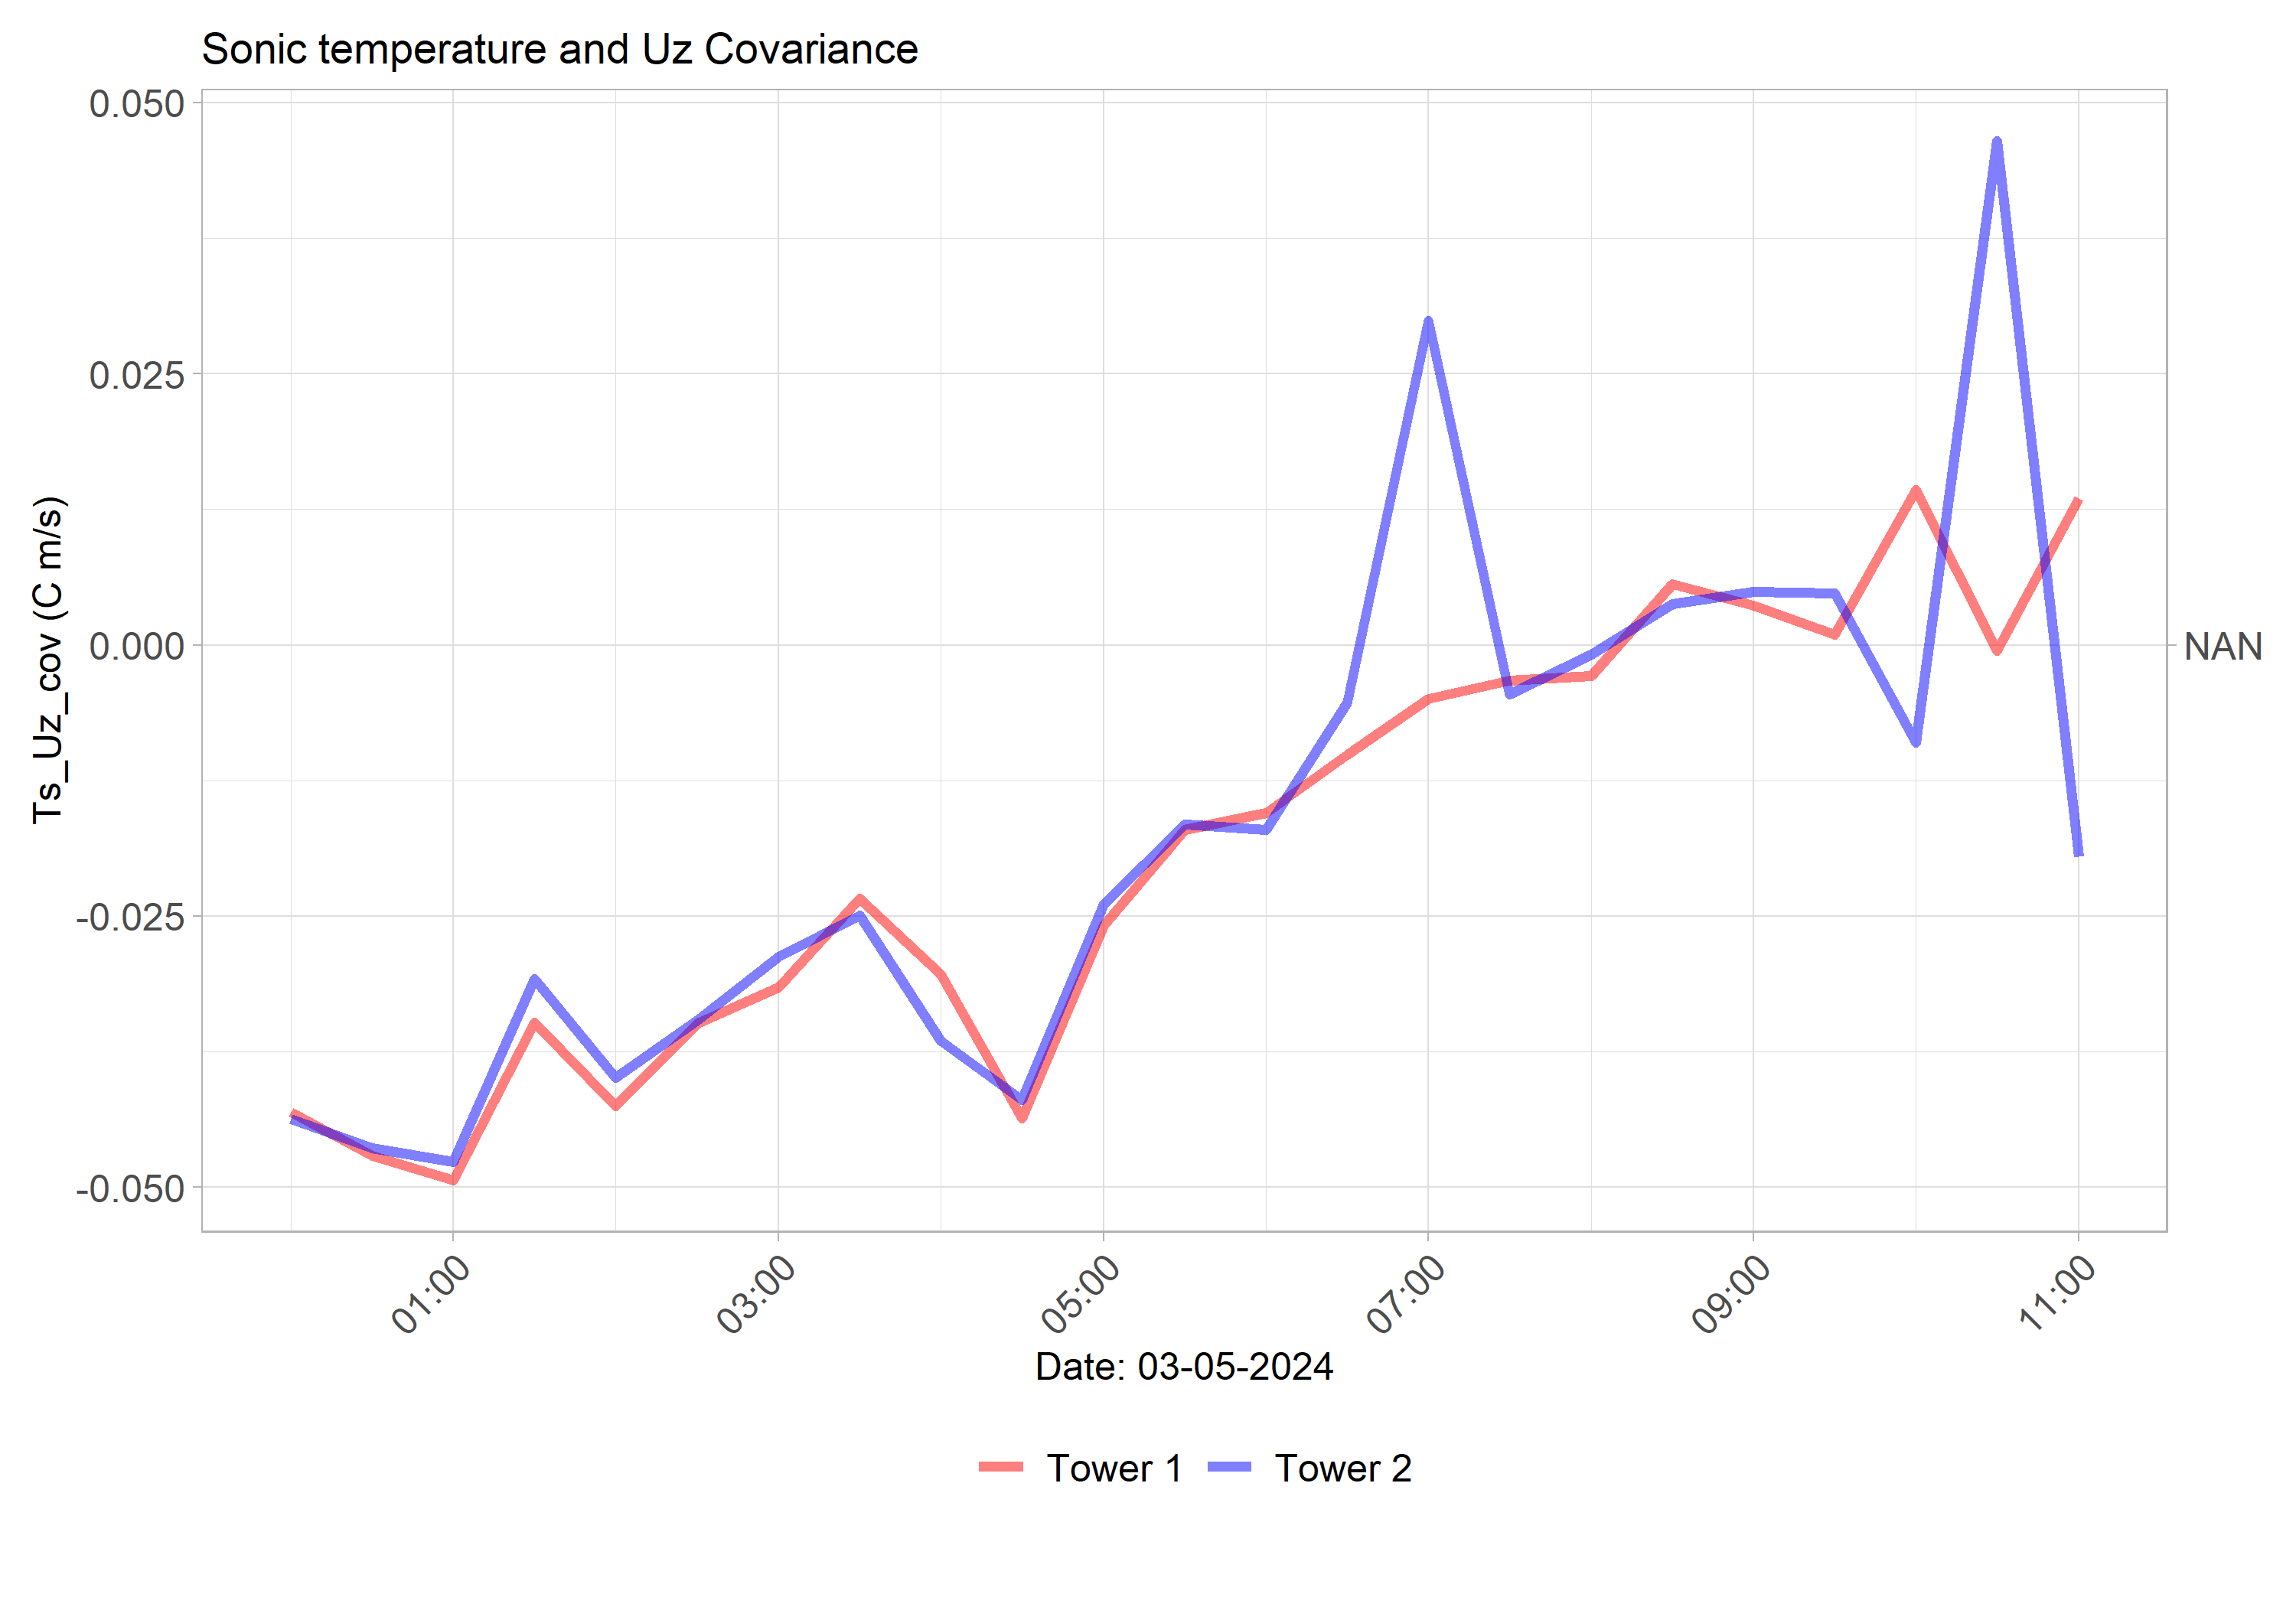 Sonic temperature and Uz Covariance
0.050
0.025
0.000
-0.025
-0.050
Ts_Uz_cov (C m/s)
NAN
01:00
03:00
05:00
07:00
09:00
11:00
Date: 03-05-2024
Tower 1
Tower 2